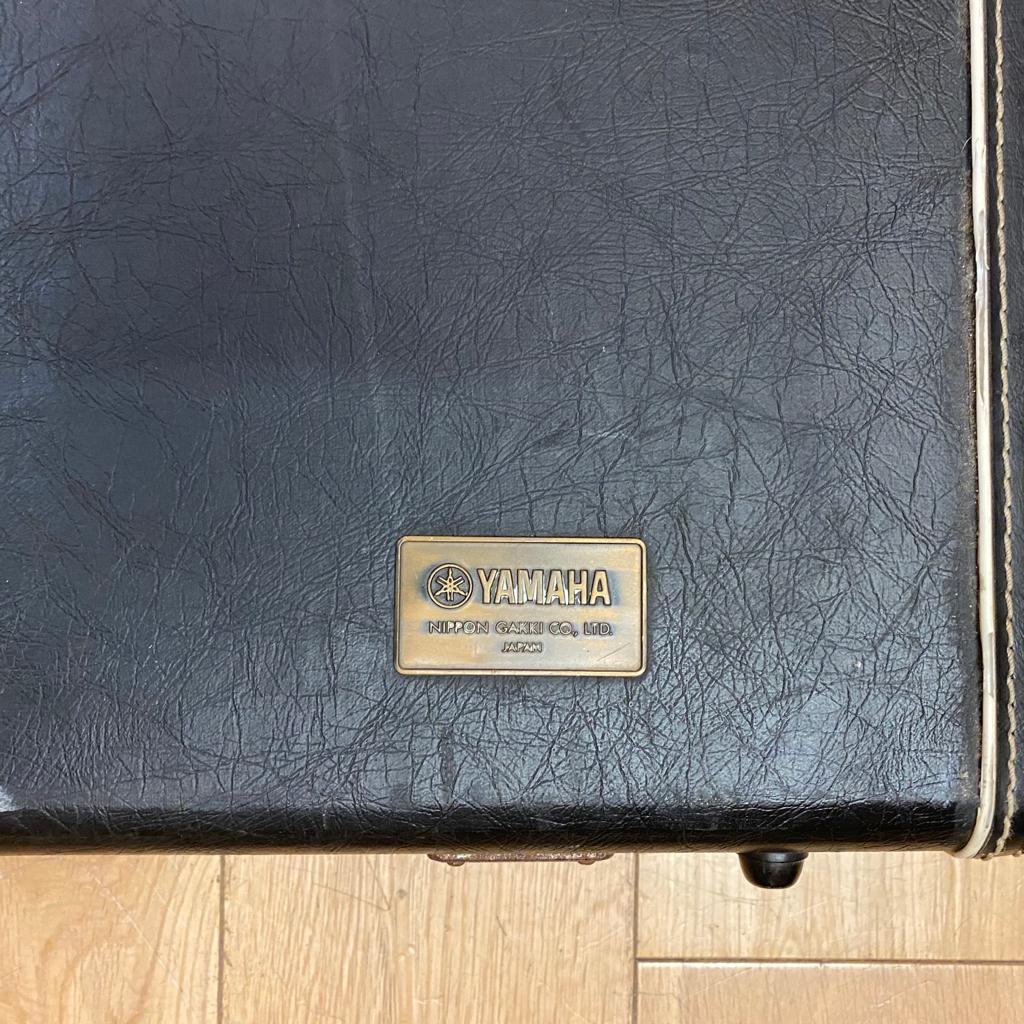 YAMAHA
NIPPON GAKKI CO., LTD.
JAPAN